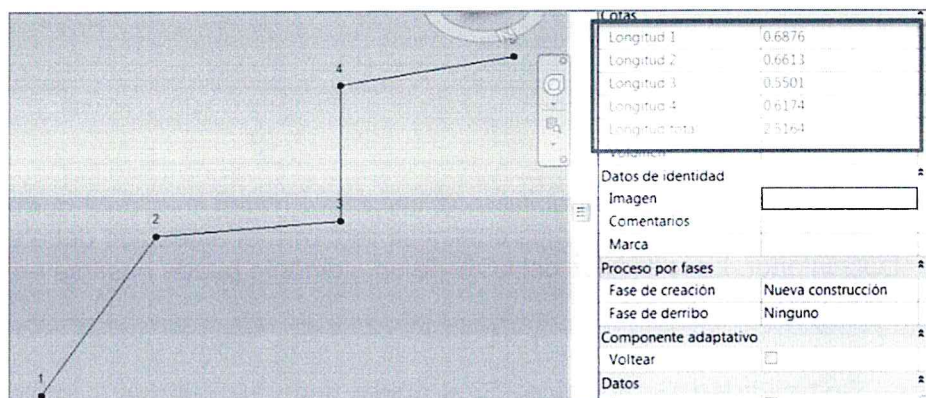 4
2
3
1
Cotas
Longitud 1 0.6876
Longitud 2 0.6613
Longitud 3 0.5501
Longitud 4 0.6174
Longitud total 2.5164
Volumen
Datos de identidad
Imagen
Comentarios
Marca
Proceso por fases
Fase de creación Nueva construcción
Fase de derribo Ninguno
Componente adaptativo
Voltear
Datos